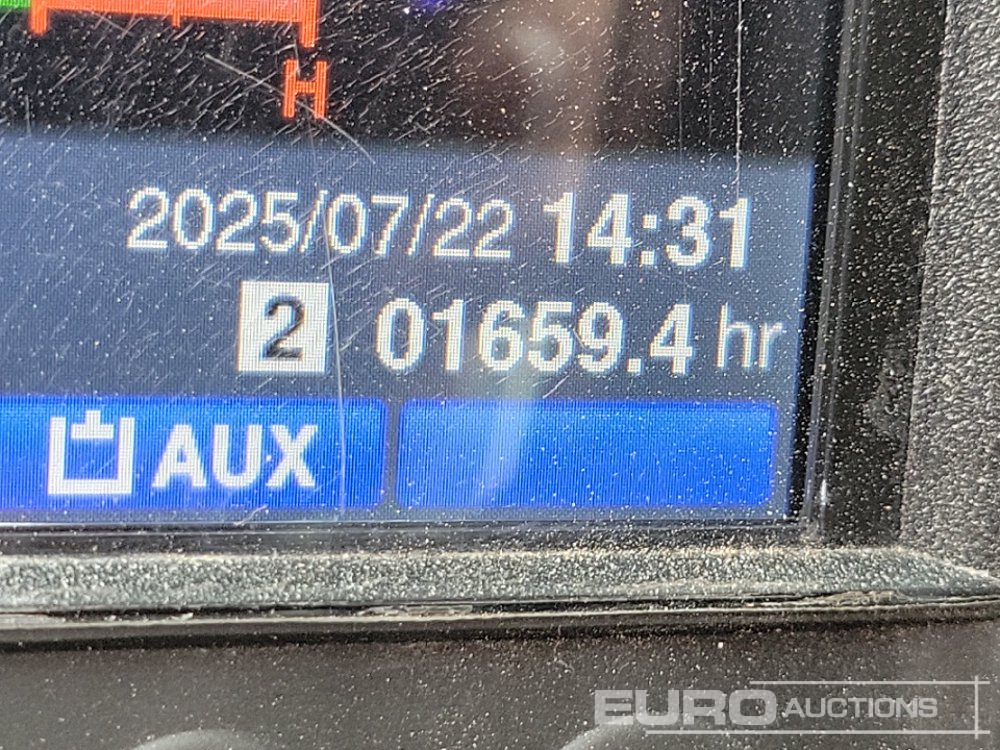 H
2025/07/22 14:31
2 01659.4 hr
AUX
EURO AUCTIONS